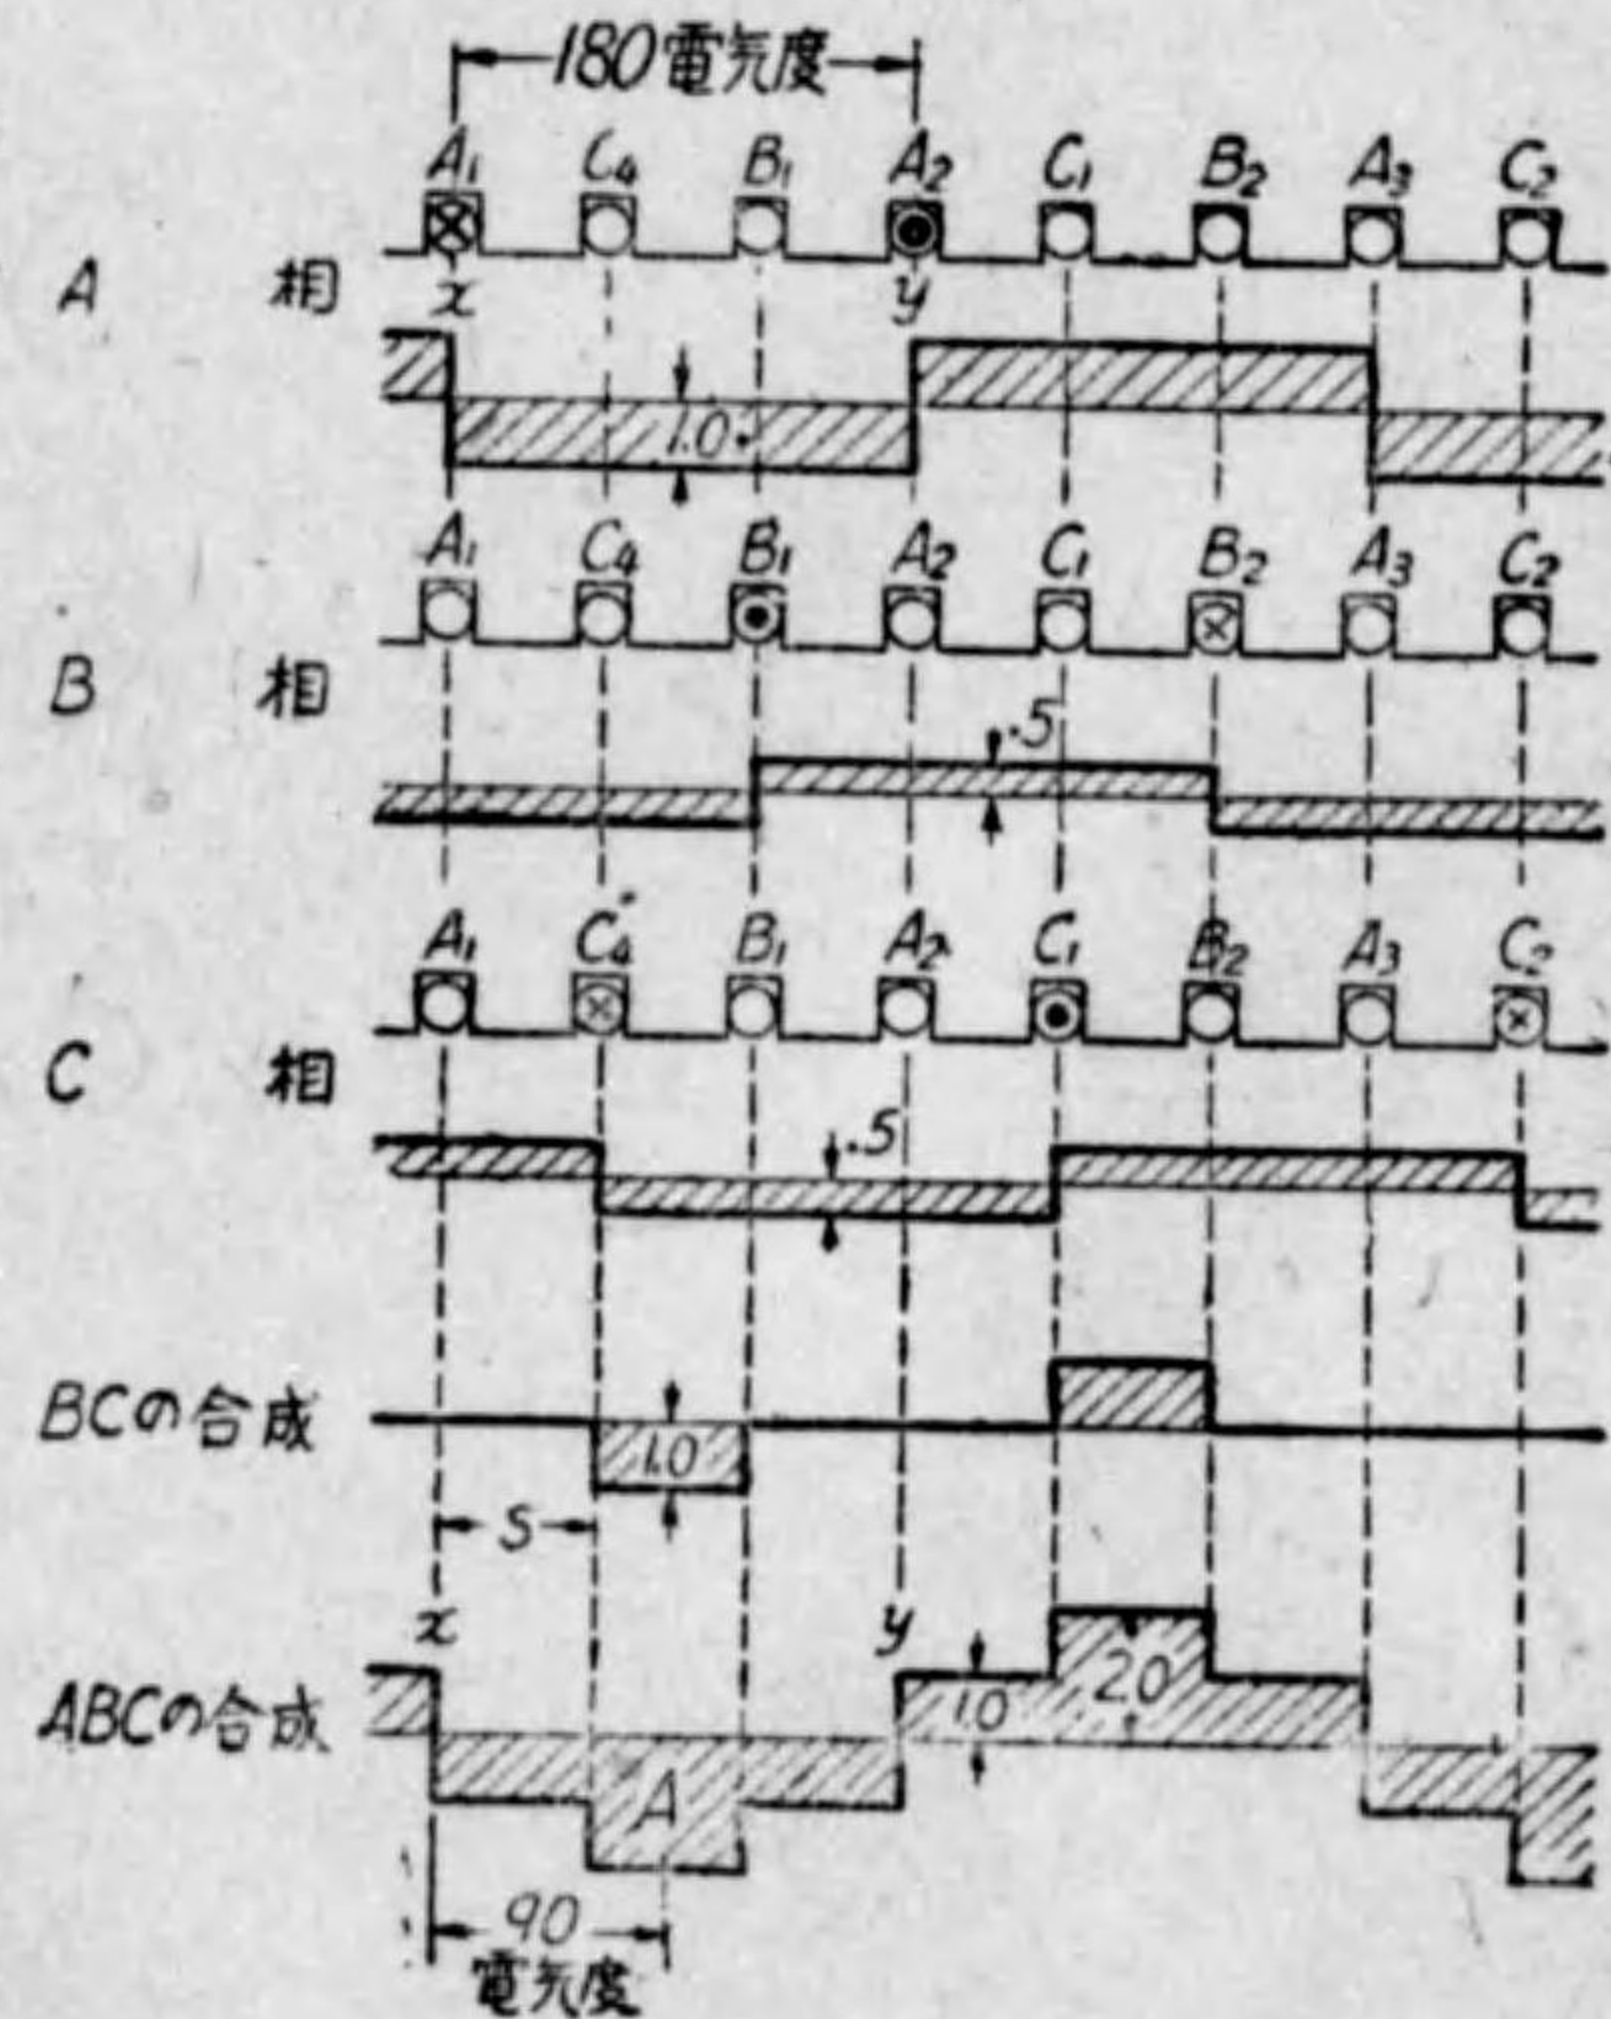 180電気度
A₁ C₄ B₁ A₂ C₁ B₂ A₃ C₂
A 相
x y
1.0
A₁ C₄ B₁ A₂ C₁ B₂ A₃ C₂
B 相
.5
A₁ C₄ B₁ A₂ C₁ B₂ A₃ C₂
C 相
.5
BCの合成
1.0
S
x y
ABCの合成
1.0 2.0
A
90
電気度